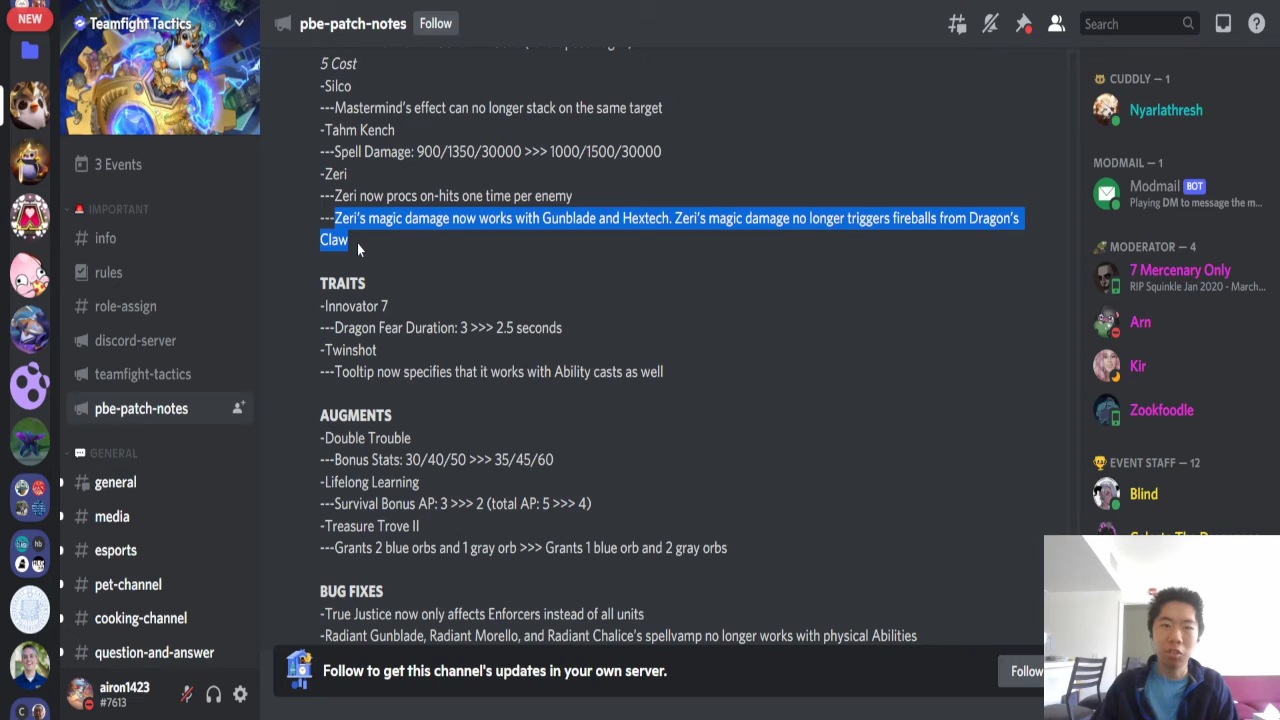 NEW
Teamfight Tactics
3 Events
IMPORTANT
info
rules
role-assign
discord-server
teamfight-tactics
pbe-patch-notes
GENERAL
general
media
esports
pet-channel
cooking-channel
question-and-answer
airon1423
#7613
pbe-patch-notes
Follow
Search
5 Cost
-Silco
---Mastermind's effect can no longer stack on the same target
-Tahm Kench
---Spell Damage: 900/1350/30000 >>> 1000/1500/30000
-Zeri
---Zeri now procs on-hits one time per enemy
---Zeri's magic damage now works with Gunblade and Hextech. Zeri's magic damage no longer triggers fireballs from Dragon's
Claw
TRAITS
-Innovator 7
---Dragon Fear Duration: 3 >>> 2.5 seconds
-Twinshot
---Tooltip now specifies that it works with Ability casts as well
AUGMENTS
-Double Trouble
---Bonus Stats: 30/40/50 >>> 35/45/60
-Lifelong Learning
---Survival Bonus AP: 3 >>> 2 (total AP: 5 >>> 4)
-Treasure Trove II
---Grants 2 blue orbs and 1 gray orb >>> Grants 1 blue orb and 2 gray orbs
BUG FIXES
-True Justice now only affects Enforcers instead of all units
-Radiant Gunblade, Radiant Morello, and Radiant Chalice's spellvamp no longer works with physical Abilities
Follow to get this channel's updates in your own server.
Follow
CUDDLY — 1
Nyarlathresh
MODMAIL — 1
Modmail BOT
Playing DM to message the m...
MODERATOR — 4
7 Mercenary Only
RIP Squinkle Jan 2020 - March...
Arn
Kir
Zookfoodle
EVENT STAFF — 12
Blind